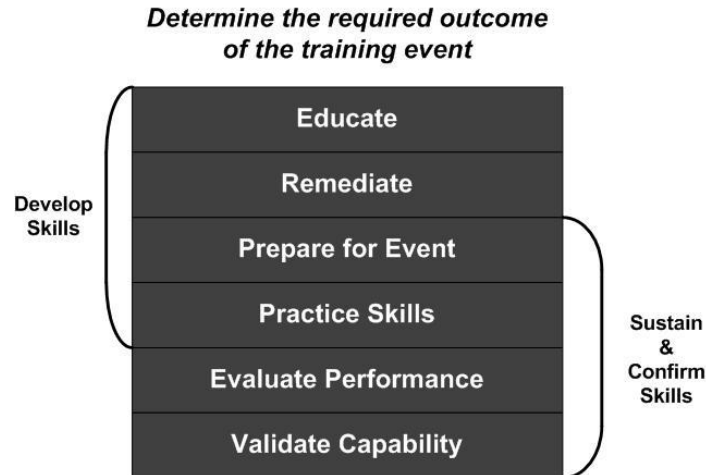 Determine the required outcome
of the training event
Educate
Remediate
Develop
Skills
Prepare for Event
Practice Skills
Sustain
&
Confirm
Skills
Evaluate Performance
Validate Capability